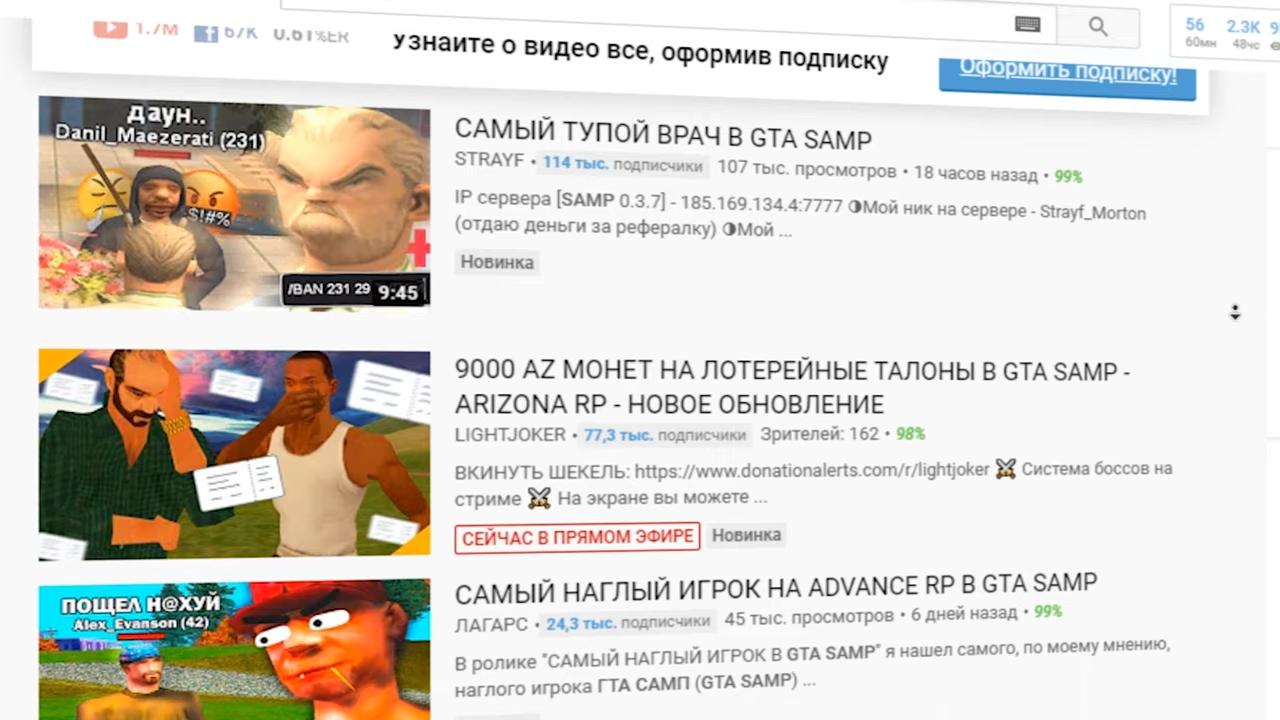 1.7M 67K 0.61%ER
Узнайте о видео все, оформив подписку
Оформить подписку!
56 2.3K
60мн 48чс
даун..
Danil_Maezerati (231)
$!#%
/BAN 231 29
9:45
САМЫЙ ТУПОЙ ВРАЧ В GTA SAMP
STRAYF • 114 тыс. подписчики 107 тыс. просмотров • 18 часов назад • 99%
IP сервера [SAMP 0.3.7] - 185.169.134.4:7777 ◑Мой ник на сервере - Strayf_Morton
(отдаю деньги за рефералку) ◑Мой ...
Новинка
9000 AZ МОНЕТ НА ЛОТЕРЕЙНЫЕ ТАЛОНЫ В GTA SAMP -
ARIZONA RP - НОВОЕ ОБНОВЛЕНИЕ
LIGHTJOKER • 77,3 тыс. подписчики Зрителей: 162 • 98%
ВКИНУТЬ ШЕКЕЛЬ: https://www.donationalerts.com/r/lightjoker ⚔ Система боссов на
стриме ⚔ На экране вы можете ...
СЕЙЧАС В ПРЯМОМ ЭФИРЕ Новинка
ПОШЕЛ Н@ХУЙ
Alex_Evanson (42)
САМЫЙ НАГЛЫЙ ИГРОК НА ADVANCE RP В GTA SAMP
ЛАГАРС • 24,3 тыс. подписчики 45 тыс. просмотров • 6 дней назад • 99%
В ролике "САМЫЙ НАГЛЫЙ ИГРОК В GTA SAMP" я нашел самого, по моему мнению,
наглого игрока ГТА САМП (GTA SAMP) ...